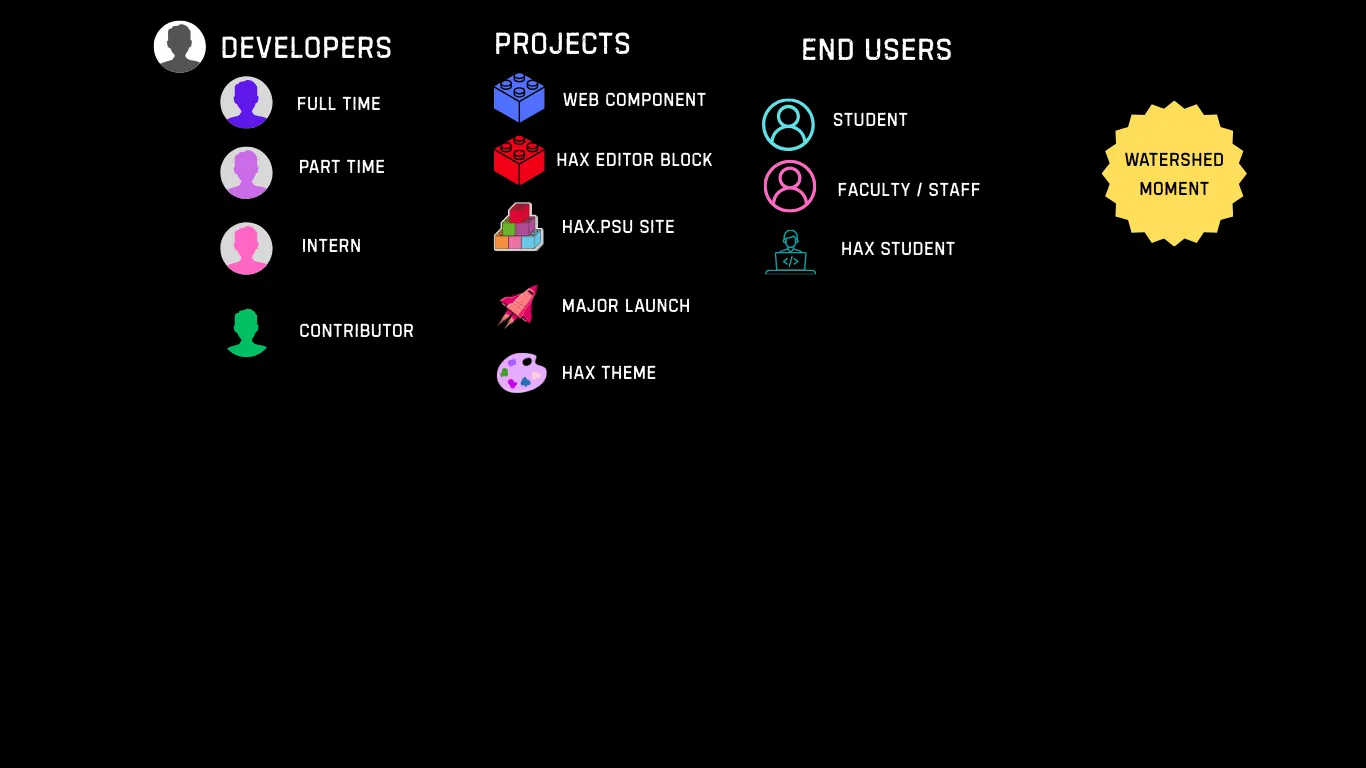 DEVELOPERS
FULL TIME
PART TIME
INTERN
CONTRIBUTOR
PROJECTS
WEB COMPONENT
HAX EDITOR BLOCK
HAX.PSU SITE
MAJOR LAUNCH
HAX THEME
END USERS
STUDENT
FACULTY / STAFF
HAX STUDENT
</>
WATERSHED
MOMENT